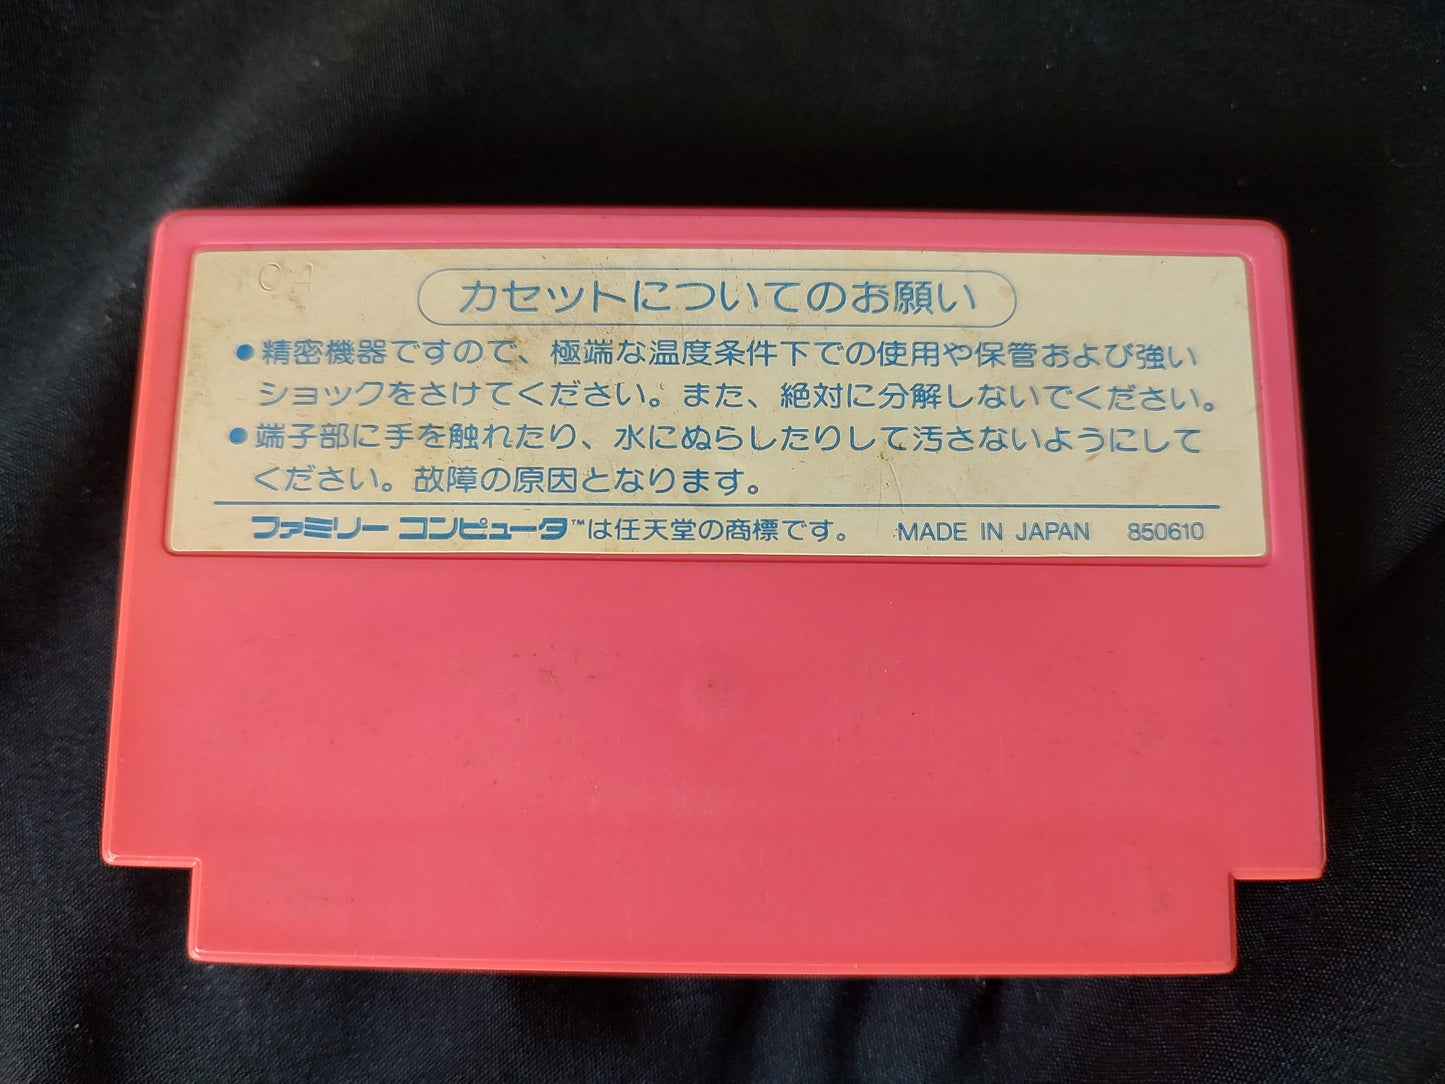 カセットについてのお願い
●精密機器ですので、極端な温度条件下での使用や保管および強い
ショックをさけてください。また、絶対に分解しないでください。
●端子部に手を触れたり、水にぬらしたりして汚さないようにして
ください。故障の原因となります。
ファミリー コンピュータ™は任天堂の商標です。 MADE IN JAPAN 850610